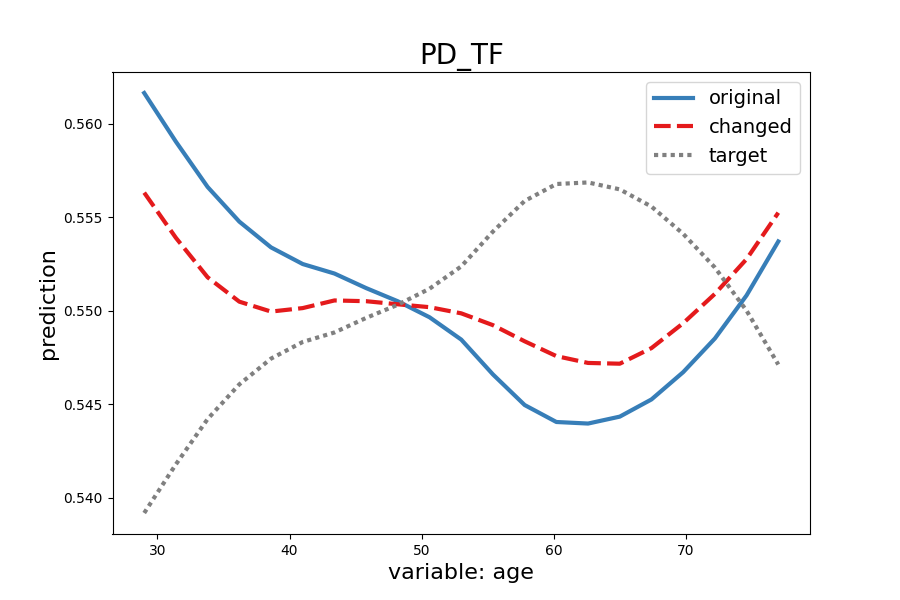 PD_TF
original
changed
target
0.560
0.555
0.550
0.545
0.540
prediction
30 40 50 60 70
variable: age